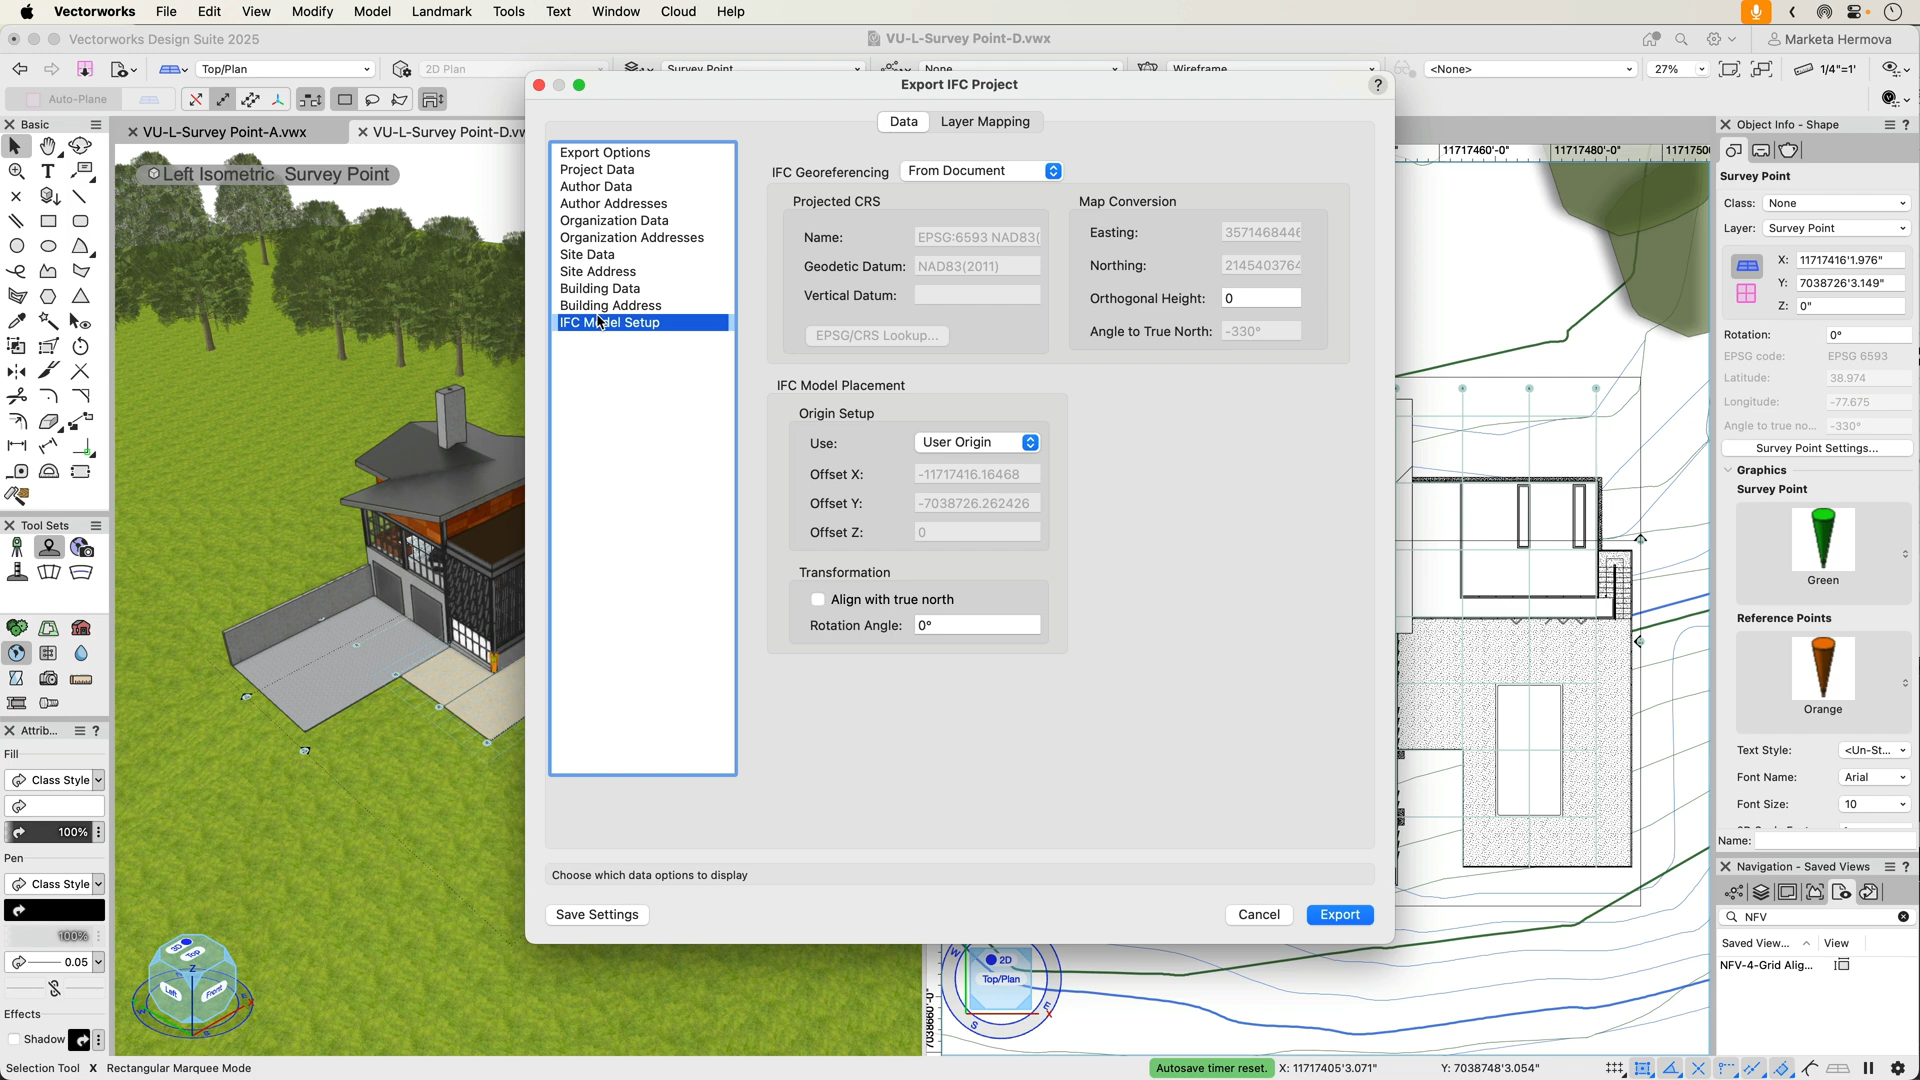 Vectorworks File Edit View Modify Model Landmark Tools Text Window Cloud Help
Vectorworks Design Suite 2025
VU-L-Survey Point-D.vwx
Marketa Hermova
Top/Plan
2D Plan
Survey Point
None
Wireframe
<None>
27%
1/4"=1'
Auto-Plane
Export IFC Project
?
Basic
VU-L-Survey Point-A.vwx
VU-L-Survey Point-D.vw
Left Isometric Survey Point
Data
Layer Mapping
Export Options
Project Data
Author Data
Author Addresses
Organization Data
Organization Addresses
Site Data
Site Address
Building Data
Building Address
IFC Model Setup
IFC Georeferencing
From Document
Projected CRS
Name: EPSG:6593 NAD83(
Geodetic Datum: NAD83(2011)
Vertical Datum:
EPSG/CRS Lookup...
Map Conversion
Easting: 3571468446
Northing: 2145403764
Orthogonal Height: 0
Angle to True North: -330°
IFC Model Placement
Origin Setup
Use: User Origin
Offset X: -11717416.16468
Offset Y: -7038726.262426
Offset Z: 0
Transformation
Align with true north
Rotation Angle: 0°
Choose which data options to display
Save Settings
Cancel
Export
11717460'-0"
11717480'-0"
1171750
Object Info - Shape
?
Survey Point
Class: None
Layer: Survey Point
X: 11717416'1.976"
Y: 7038726'3.149"
Z: 0"
Rotation: 0°
EPSG code: EPSG 6593
Latitude: 38.974
Longitude: -77.675
Angle to true no... -330°
Survey Point Settings...
Graphics
Survey Point
Green
Reference Points
Orange
Text Style: <Un-St...
Font Name: Arial
Font Size: 10
Name:
Navigation - Saved Views
?
NFV
Saved View... View
NFV-4-Grid Alig...
Tool Sets
Attrib... ?
Fill
Class Style
100%
Pen
Class Style
100%
0.05
Effects
Shadow
3D
Top
Z
Left
Front
W
E
S
2D
Top/Plan
W
E
S
Selection Tool X Rectangular Marquee Mode
Autosave timer reset.
X: 11717405'3.071"
Y: 7038748'3.054"